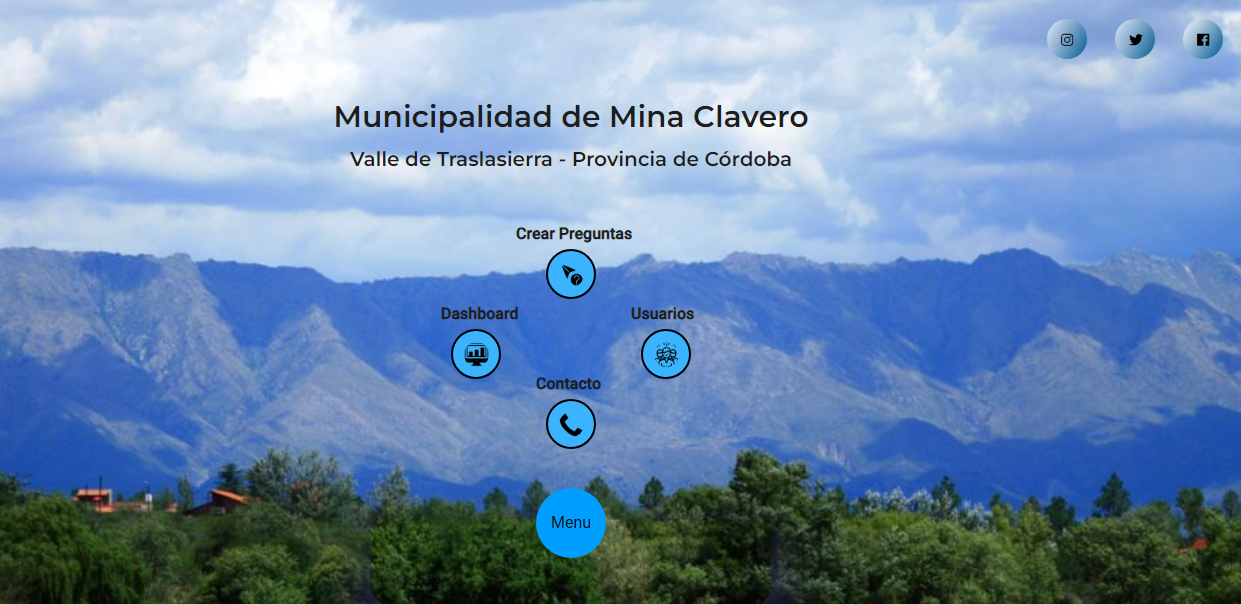 Municipalidad de Mina Clavero
Valle de Traslasierra - Provincia de Córdoba
Crear Preguntas
Dashboard
Usuarios
Contacto
Menu